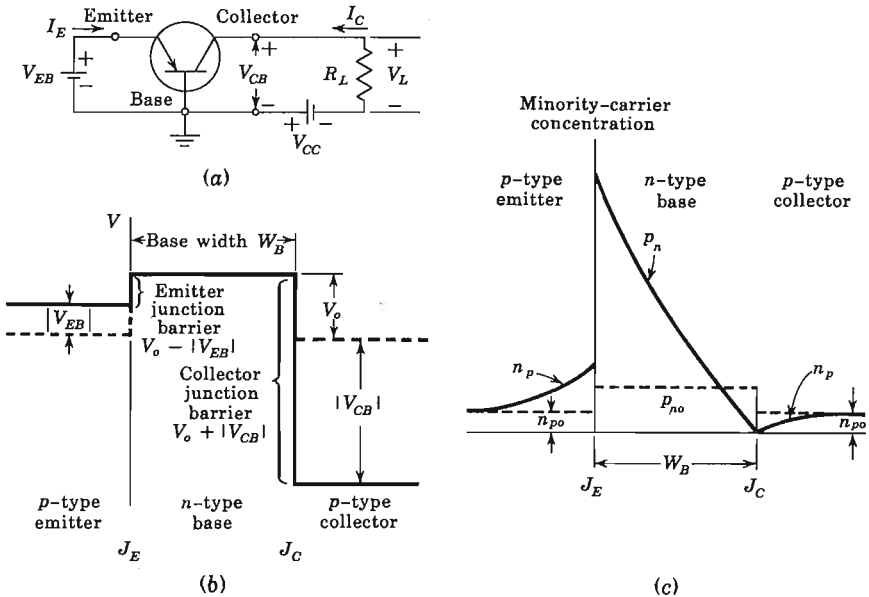 I_E
Emitter
Collector
I_C
+
V_EB
−
+
V_CB
−
R_L
+
V_L
−
Base
+
−
V_CC
(a)
V
Base width W_B
|V_EB|
Emitter
junction
barrier
V_o − |V_EB|
V_o
Collector
junction
barrier
V_o + |V_CB|
|V_CB|
p-type
emitter
n-type
base
p-type
collector
J_E
J_C
(b)
Minority-carrier
concentration
p-type
emitter
n-type
base
p-type
collector
p_n
n_p
n_po
p_no
n_p
n_po
W_B
J_E
J_C
(c)